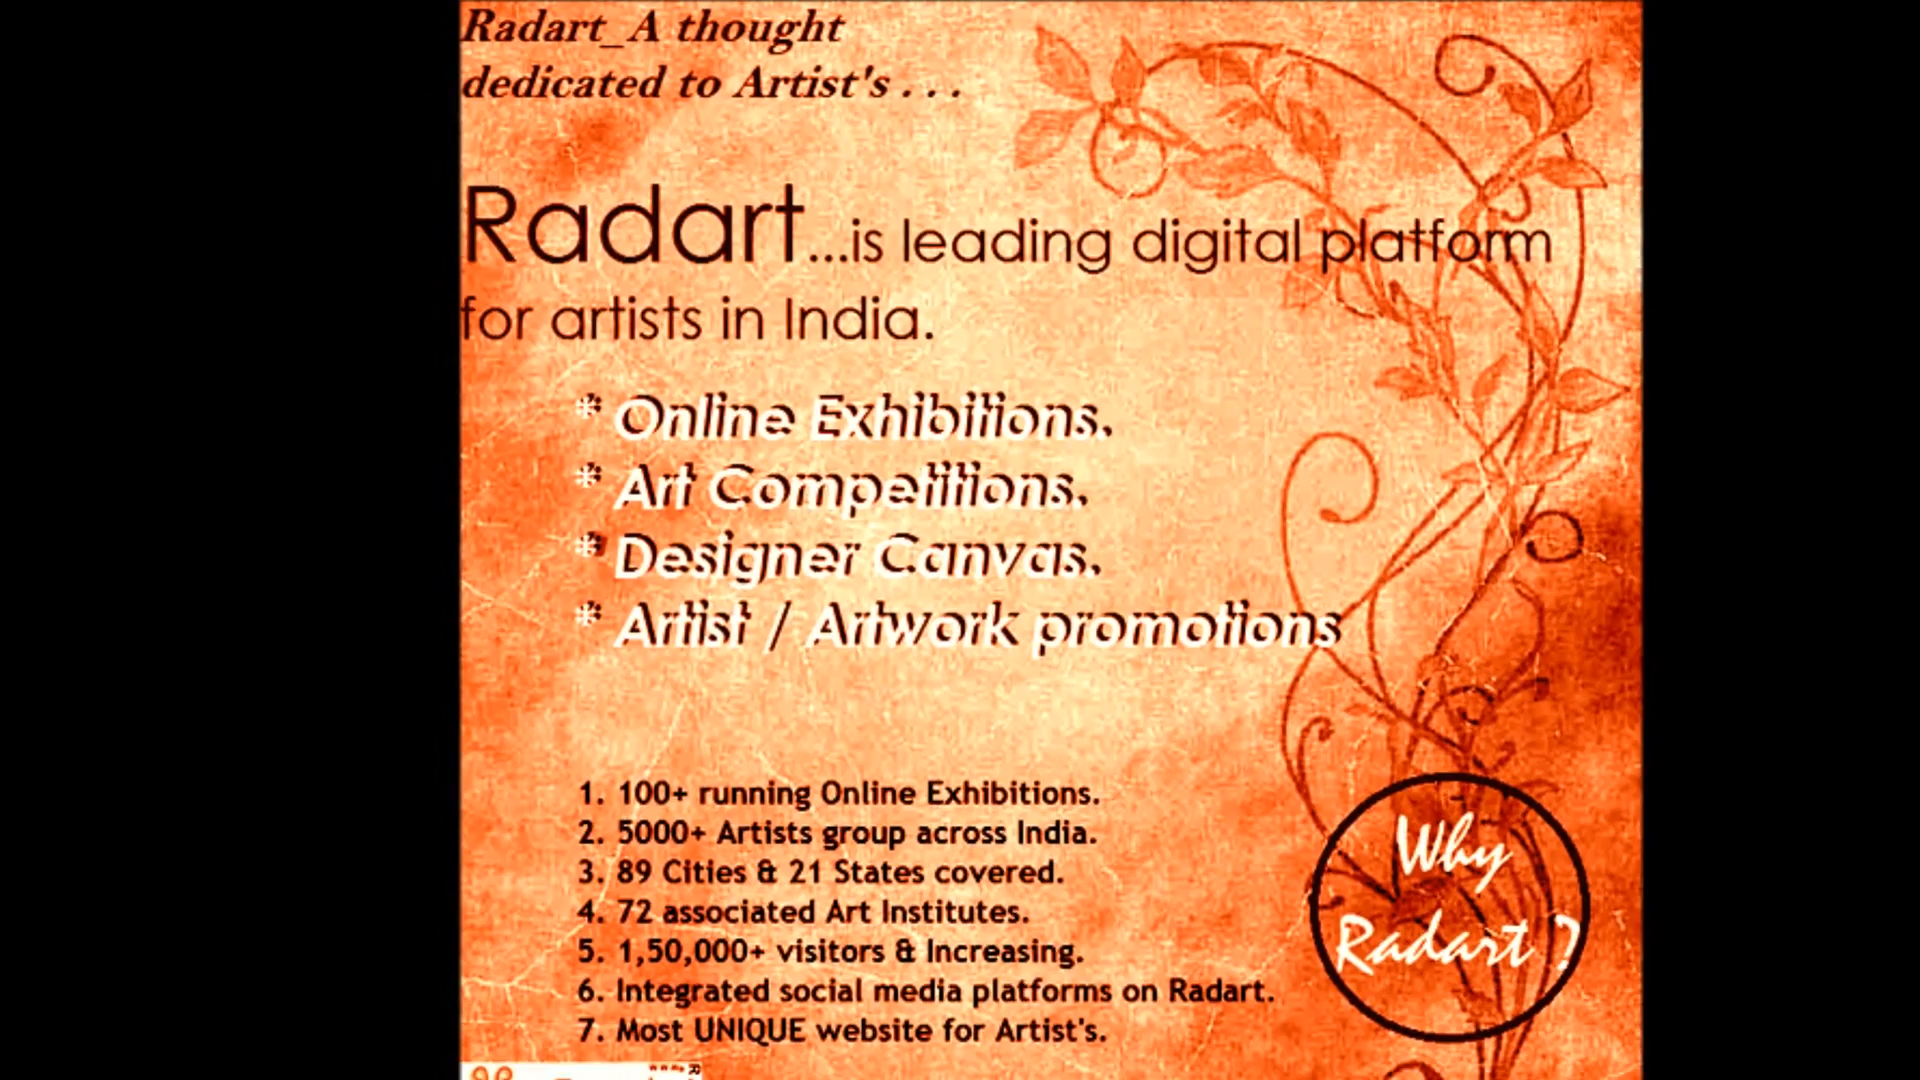 Radart_A thought
dedicated to Artist's . . .
Radart...is leading digital platform
for artists in India.
* Online Exhibitions.
* Art Competitions.
* Designer Canvas.
* Artist / Artwork promotions
1. 100+ running Online Exhibitions.
2. 5000+ Artists group across India.
3. 89 Cities & 21 States covered.
4. 72 associated Art Institutes.
5. 1,50,000+ visitors & Increasing.
6. Integrated social media platforms on Radart.
7. Most UNIQUE website for Artist's.
Why
Radart ?